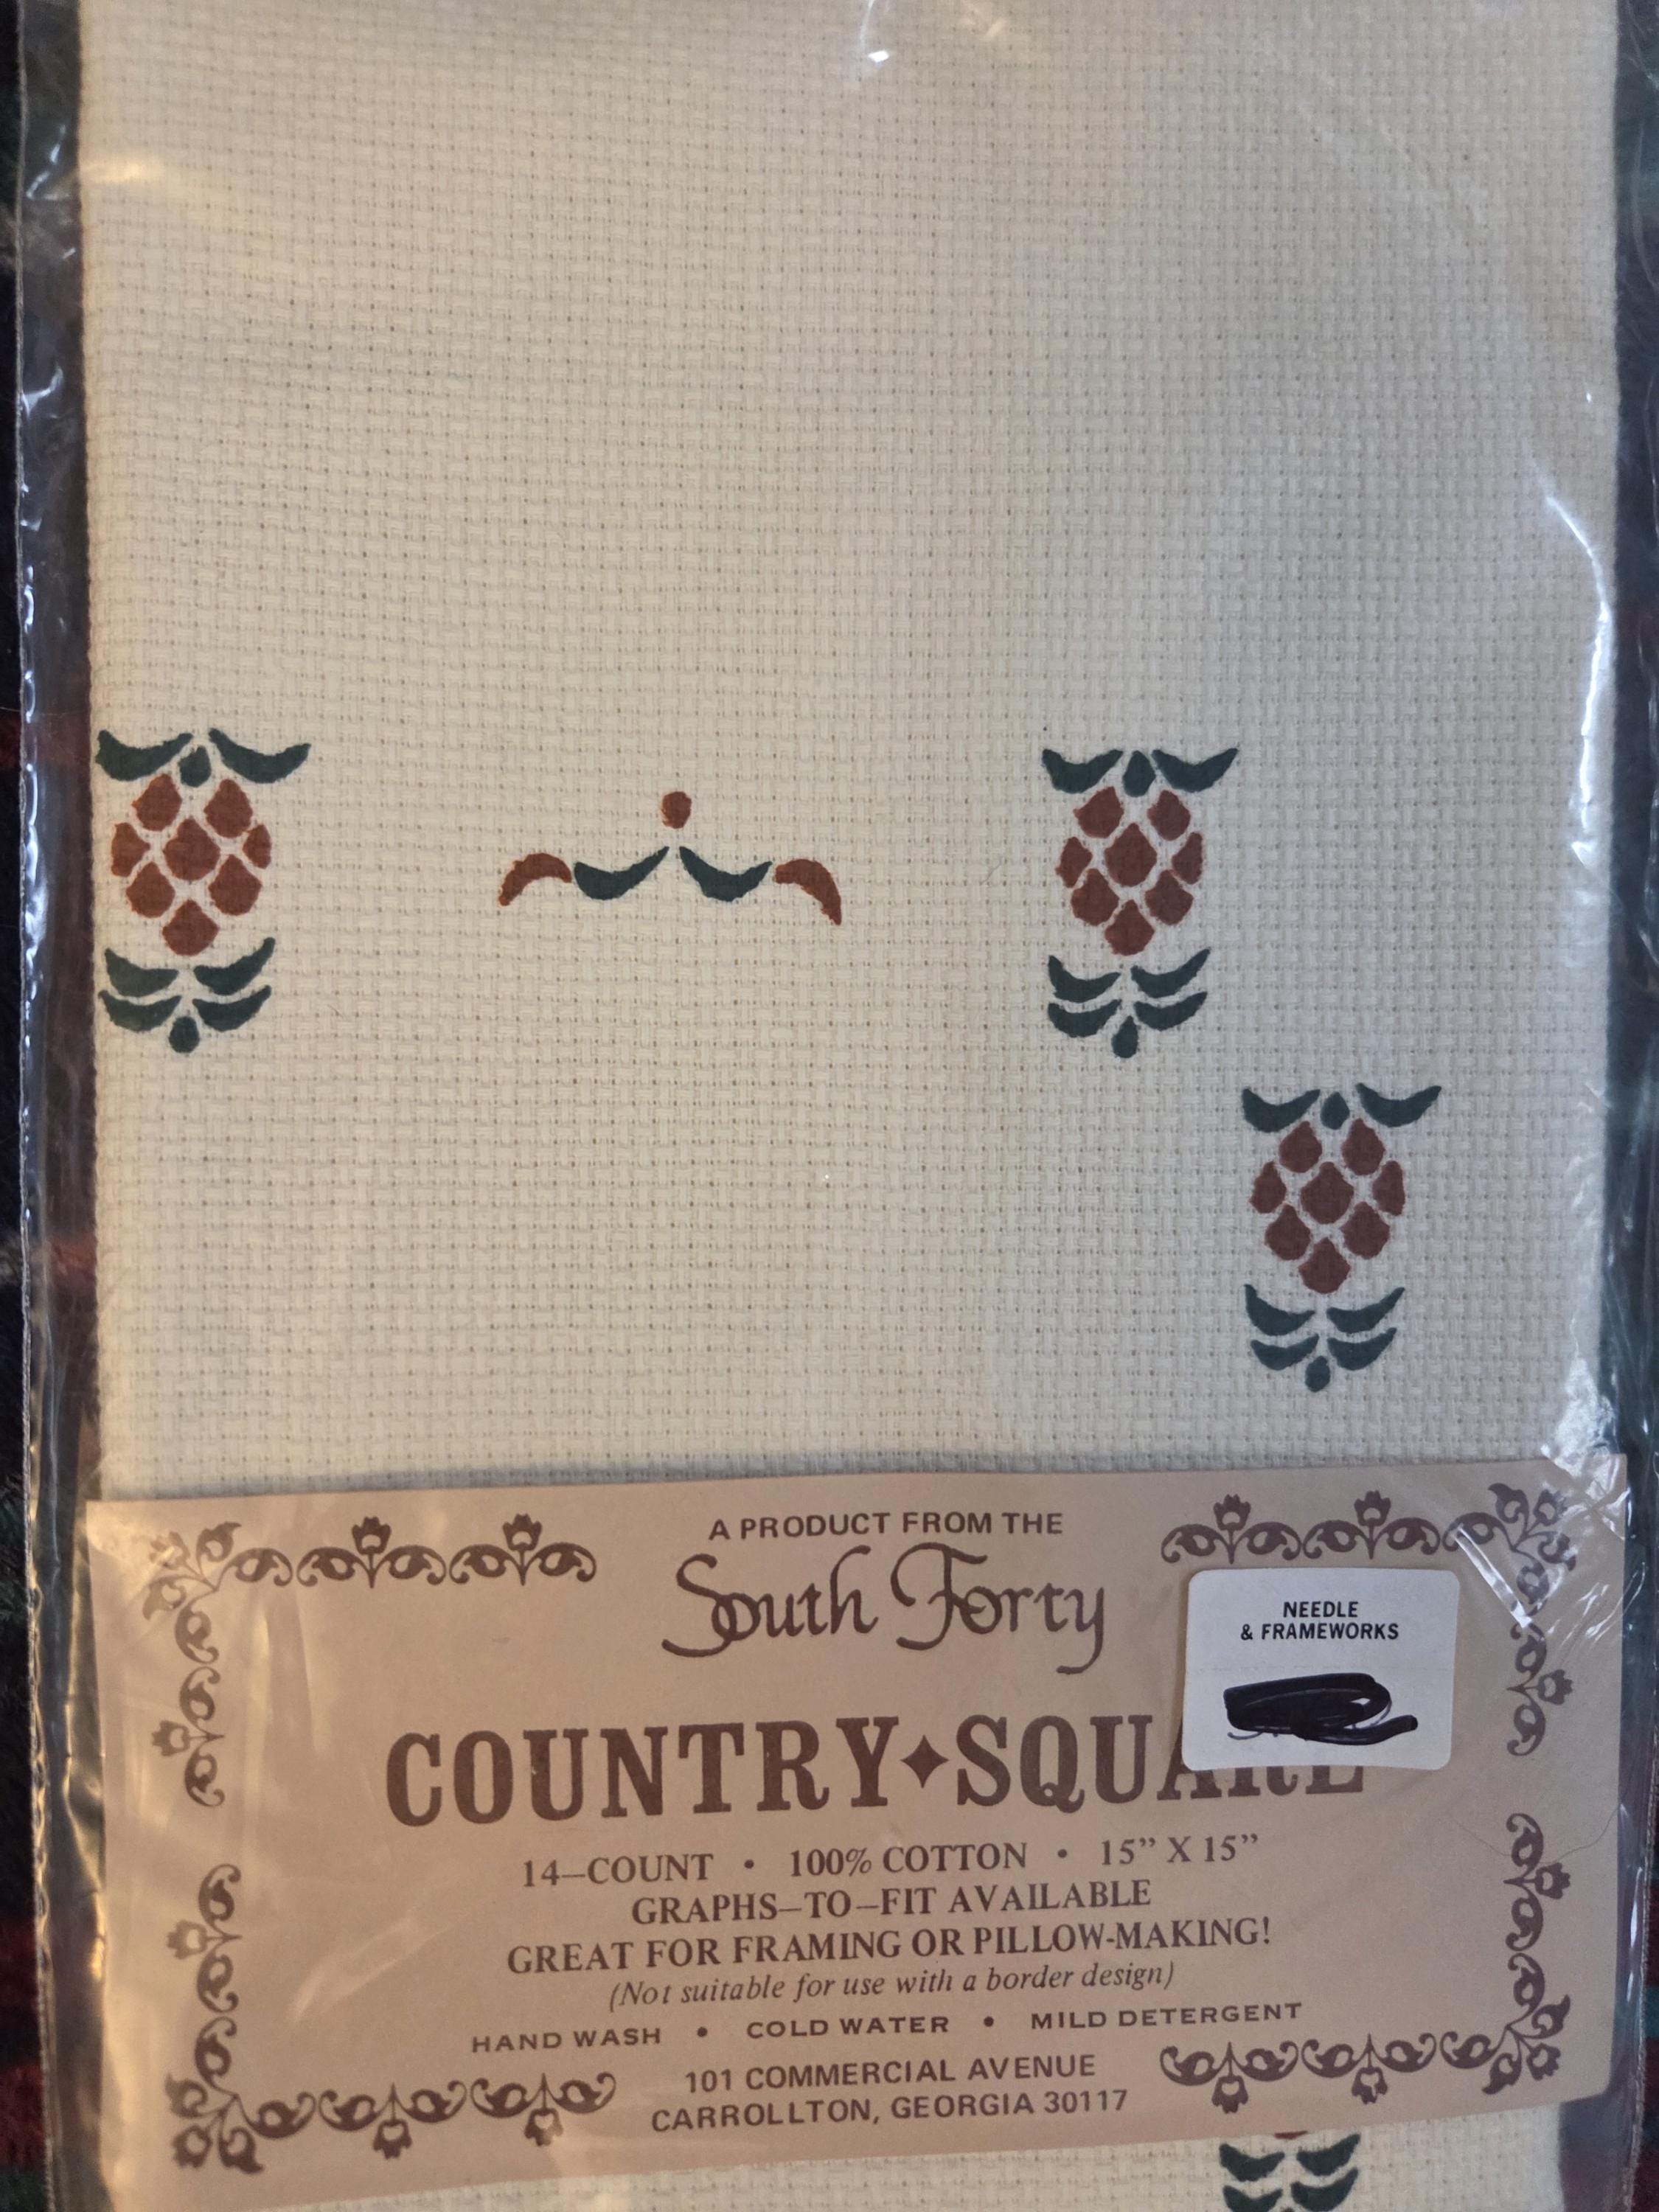 A PRODUCT FROM THE
South Forty
NEEDLE
& FRAMEWORKS
COUNTRY♦SQUARE
14–COUNT • 100% COTTON • 15” X 15”
GRAPHS–TO–FIT AVAILABLE
GREAT FOR FRAMING OR PILLOW-MAKING!
(Not suitable for use with a border design)
HAND WASH • COLD WATER • MILD DETERGENT
101 COMMERCIAL AVENUE
CARROLLTON, GEORGIA 30117